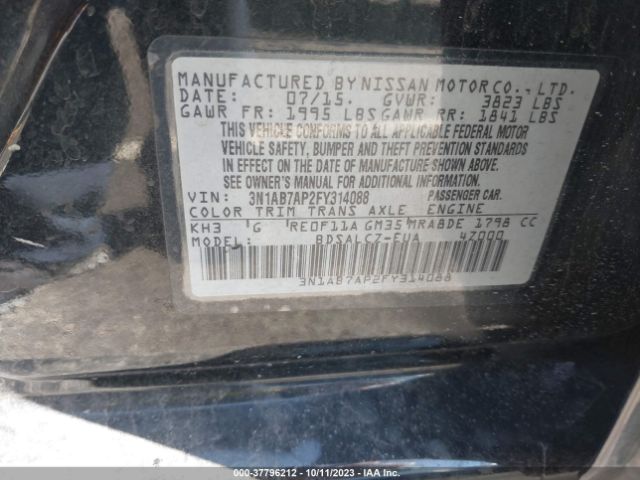 MANUFACTURED BY NISSAN MOTOR CO., LTD.
DATE: 07/15. GVWR: 3823 LBS
GAWR FR: 1995 LBS GAWR RR: 1841 LBS
THIS VEHICLE CONFORMS TO ALL APPLICABLE FEDERAL MOTOR
VEHICLE SAFETY, BUMPER AND THEFT PREVENTION STANDARDS
IN EFFECT ON THE DATE OF MANUFACTURE SHOWN ABOVE.
SEE OWNER'S MANUAL FOR ADDITIONAL INFORMATION.
VIN: 3N1AB7AP2FY314088 PASSENGER CAR.
COLOR TRIM TRANS AXLE ENGINE
KH3 G RE0F11A GM35 MRA8DE 1798 CC
BDSALC7-EUA 47000
3N1AB7AP2FY314088
000-37796212 - 10/11/2023 - IAA Inc.